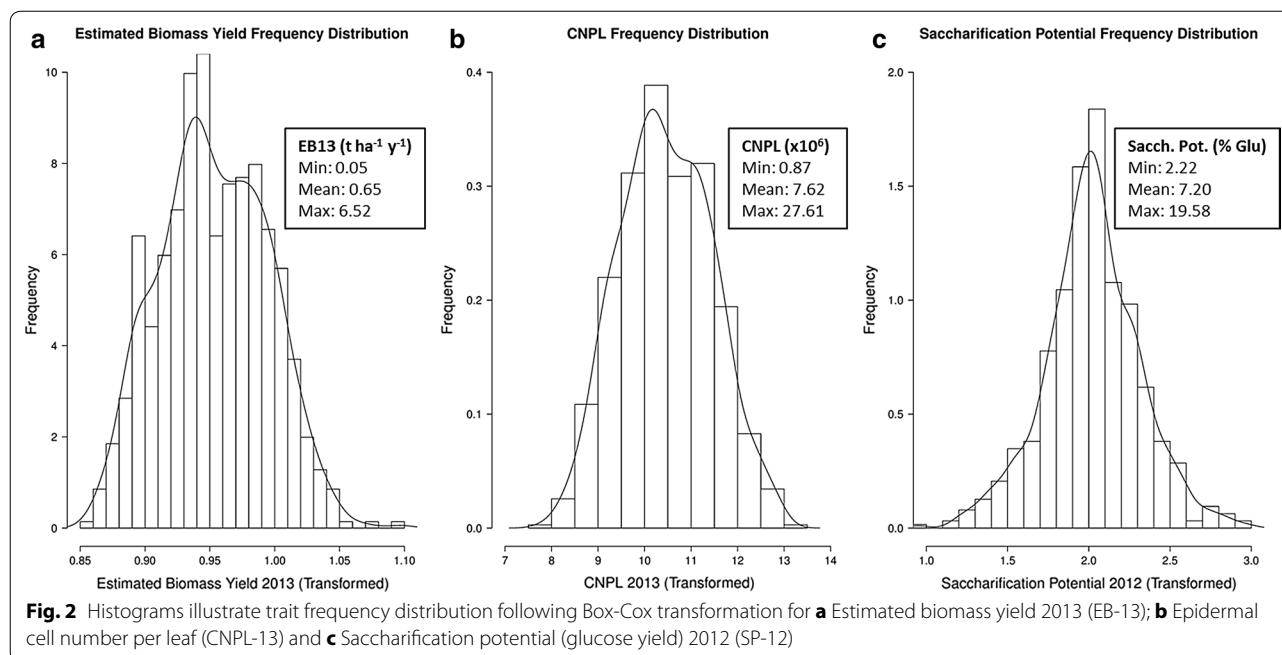 a
Estimated Biomass Yield Frequency Distribution
Frequency
10
8
6
4
2
0
EB13 (t ha⁻¹ y⁻¹)
Min: 0.05
Mean: 0.65
Max: 6.52
0.85 0.90 0.95 1.00 1.05 1.10
Estimated Biomass Yield 2013 (Transformed)
b
CNPL Frequency Distribution
Frequency
0.4
0.3
0.2
0.1
0.0
CNPL (x10⁶)
Min: 0.87
Mean: 7.62
Max: 27.61
7 8 9 10 11 12 13 14
CNPL 2013 (Transformed)
c
Saccharification Potential Frequency Distribution
Frequency
2.0
1.5
1.0
0.5
0.0
Sacch. Pot. (% Glu)
Min: 2.22
Mean: 7.20
Max: 19.58
1.0 1.5 2.0 2.5 3.0
Saccharification Potential 2012 (Transformed)
Fig. 2 Histograms illustrate trait frequency distribution following Box-Cox transformation for a Estimated biomass yield 2013 (EB-13); b Epidermal
cell number per leaf (CNPL-13) and c Saccharification potential (glucose yield) 2012 (SP-12)